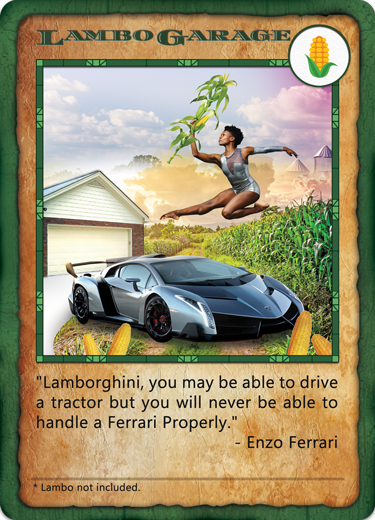 LAMBO GARAGE
"Lamborghini, you may be able to drive
a tractor but you will never be able to
handle a Ferrari Properly."
- Enzo Ferrari
* Lambo not included.